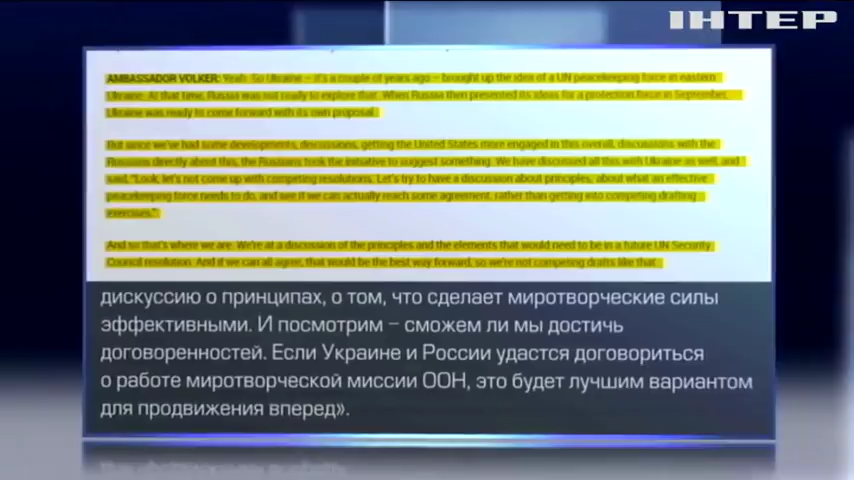 ІНТЕР
AMBASSADOR VOLKER: Yeah. So Ukraine – it's a couple of years ago – brought up the idea of a UN peacekeeping force in eastern
Ukraine. At that time, Russia was not ready to explore that. When Russia then presented its ideas for a protection force in September,
Ukraine was ready to come forward with its own proposal.
But since we've had some developments, discussions, getting the United States more engaged in this overall, discussions with the
Russians directly about this, the Russians took the initiative to suggest something. We have discussed all this with Ukraine as well, and
said, "Look, let's not come up with competing resolutions. Let's try to have a discussion about principles, about what an effective
peacekeeping force needs to do, and see if we can actually reach some agreement, rather than getting into competing drafting
exercises."
And so that's where we are. We're at a discussion of the principles and the elements that would need to be in a future UN Security
Council resolution. And if we can all agree, that would be the best way forward, so we're not competing drafts like that.
дискуссию о принципах, о том, что сделает миротворческие силы
эффективными. И посмотрим – сможем ли мы достичь
договоренностей. Если Украине и России удастся договориться
о работе миротворческой миссии ООН, это будет лучшим вариантом
для продвижения вперед».